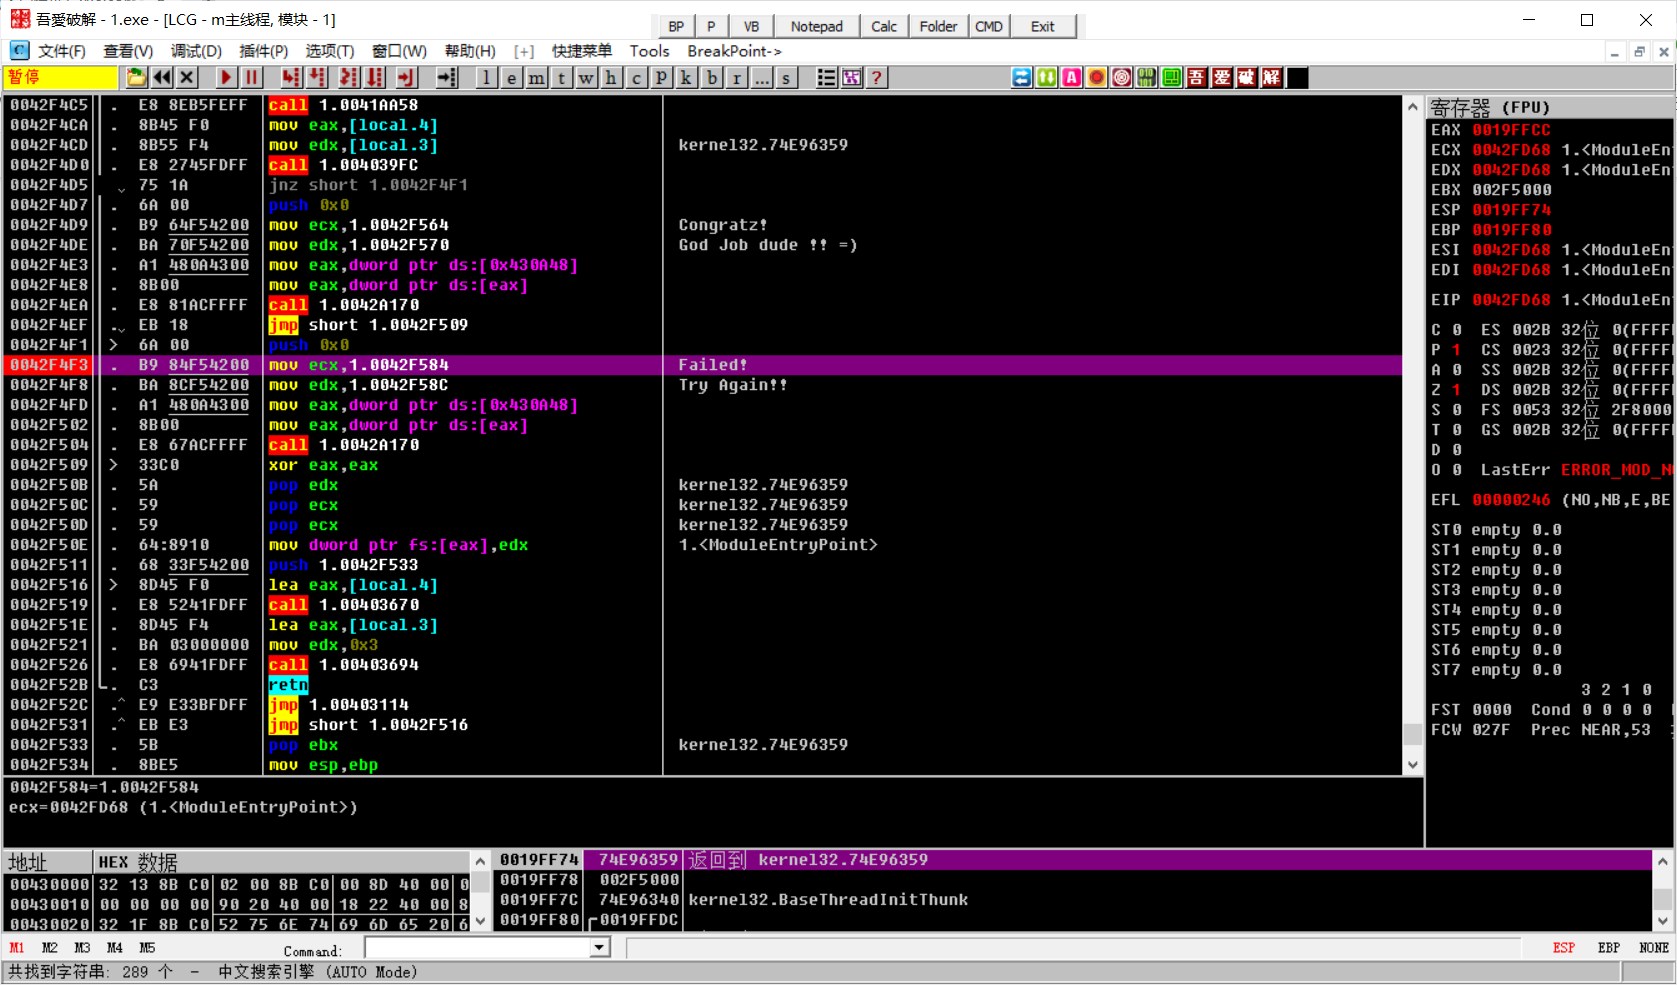 吾愛破解 - 1.exe - [LCG - m主线程, 模块 - 1]
BP P VB Notepad Calc Folder CMD Exit
文件(F) 查看(V) 调试(D) 插件(P) 选项(T) 窗口(W) 帮助(H) [+] 快捷菜单 Tools BreakPoint->
暂停 l e m t w h c P k b r ... s ? A 吾 爱 破 解
0042F4C5 . E8 8EB5FEFF call 1.0041AA58
0042F4CA . 8B45 F0 mov eax,[local.4]
0042F4CD . 8B55 F4 mov edx,[local.3] kernel32.74E96359
0042F4D0 . E8 2745FDFF call 1.004039FC
0042F4D5 . 75 1A jnz short 1.0042F4F1
0042F4D7 . 6A 00 push 0x0
0042F4D9 . B9 64F54200 mov ecx,1.0042F564 Congratz!
0042F4DE . BA 70F54200 mov edx,1.0042F570 God Job dude !! =)
0042F4E3 . A1 480A4300 mov eax,dword ptr ds:[0x430A48]
0042F4E8 . 8B00 mov eax,dword ptr ds:[eax]
0042F4EA . E8 81ACFFFF call 1.0042A170
0042F4EF . EB 18 jmp short 1.0042F509
0042F4F1 > 6A 00 push 0x0
0042F4F3 . B9 84F54200 mov ecx,1.0042F584 Failed!
0042F4F8 . BA 8CF54200 mov edx,1.0042F58C Try Again!!
0042F4FD . A1 480A4300 mov eax,dword ptr ds:[0x430A48]
0042F502 . 8B00 mov eax,dword ptr ds:[eax]
0042F504 . E8 67ACFFFF call 1.0042A170
0042F509 > 33C0 xor eax,eax
0042F50B . 5A pop edx kernel32.74E96359
0042F50C . 59 pop ecx kernel32.74E96359
0042F50D . 59 pop ecx kernel32.74E96359
0042F50E . 64:8910 mov dword ptr fs:[eax],edx 1.<ModuleEntryPoint>
0042F511 . 68 33F54200 push 1.0042F533
0042F516 > 8D45 F0 lea eax,[local.4]
0042F519 . E8 5241FDFF call 1.00403670
0042F51E . 8D45 F4 lea eax,[local.3]
0042F521 . BA 03000000 mov edx,0x3
0042F526 . E8 6941FDFF call 1.00403694
0042F52B . C3 retn
0042F52C .^ E9 E33BFDFF jmp 1.00403114
0042F531 .^ EB E3 jmp short 1.0042F516
0042F533 . 5B pop ebx kernel32.74E96359
0042F534 . 8BE5 mov esp,ebp
0042F584=1.0042F584
ecx=0042FD68 (1.<ModuleEntryPoint>)
寄存器 (FPU)
EAX 0019FFCC
ECX 0042FD68 1.<ModuleEn
EDX 0042FD68 1.<ModuleEn
EBX 002F5000
ESP 0019FF74
EBP 0019FF80
ESI 0042FD68 1.<ModuleEn
EDI 0042FD68 1.<ModuleEn
EIP 0042FD68 1.<ModuleEn
C 0 ES 002B 32位 0(FFFF
P 1 CS 0023 32位 0(FFFF
A 0 SS 002B 32位 0(FFFF
Z 1 DS 002B 32位 0(FFFF
S 0 FS 0053 32位 2F8000
T 0 GS 002B 32位 0(FFFF
D 0
O 0 LastErr ERROR_MOD_N
EFL 00000246 (NO,NB,E,BE
ST0 empty 0.0
ST1 empty 0.0
ST2 empty 0.0
ST3 empty 0.0
ST4 empty 0.0
ST5 empty 0.0
ST6 empty 0.0
ST7 empty 0.0
3 2 1 0
FST 0000 Cond 0 0 0 0
FCW 027F Prec NEAR,53
地址 HEX 数据
00430000 32 13 8B C0 02 00 8B C0 00 8D 40 00 0
00430010 00 00 00 00 90 20 40 00 18 22 40 00 8
00430020 32 1F 8B C0 52 75 6E 74 69 6D 65 20 6
0019FF74 74E96359 返回到 kernel32.74E96359
0019FF78 002F5000
0019FF7C 74E96340 kernel32.BaseThreadInitThunk
0019FF80 0019FFDC
M1 M2 M3 M4 M5 Command: ESP EBP NONE
共找到字符串: 289 个 - 中文搜索引擎 (AUTO Mode)